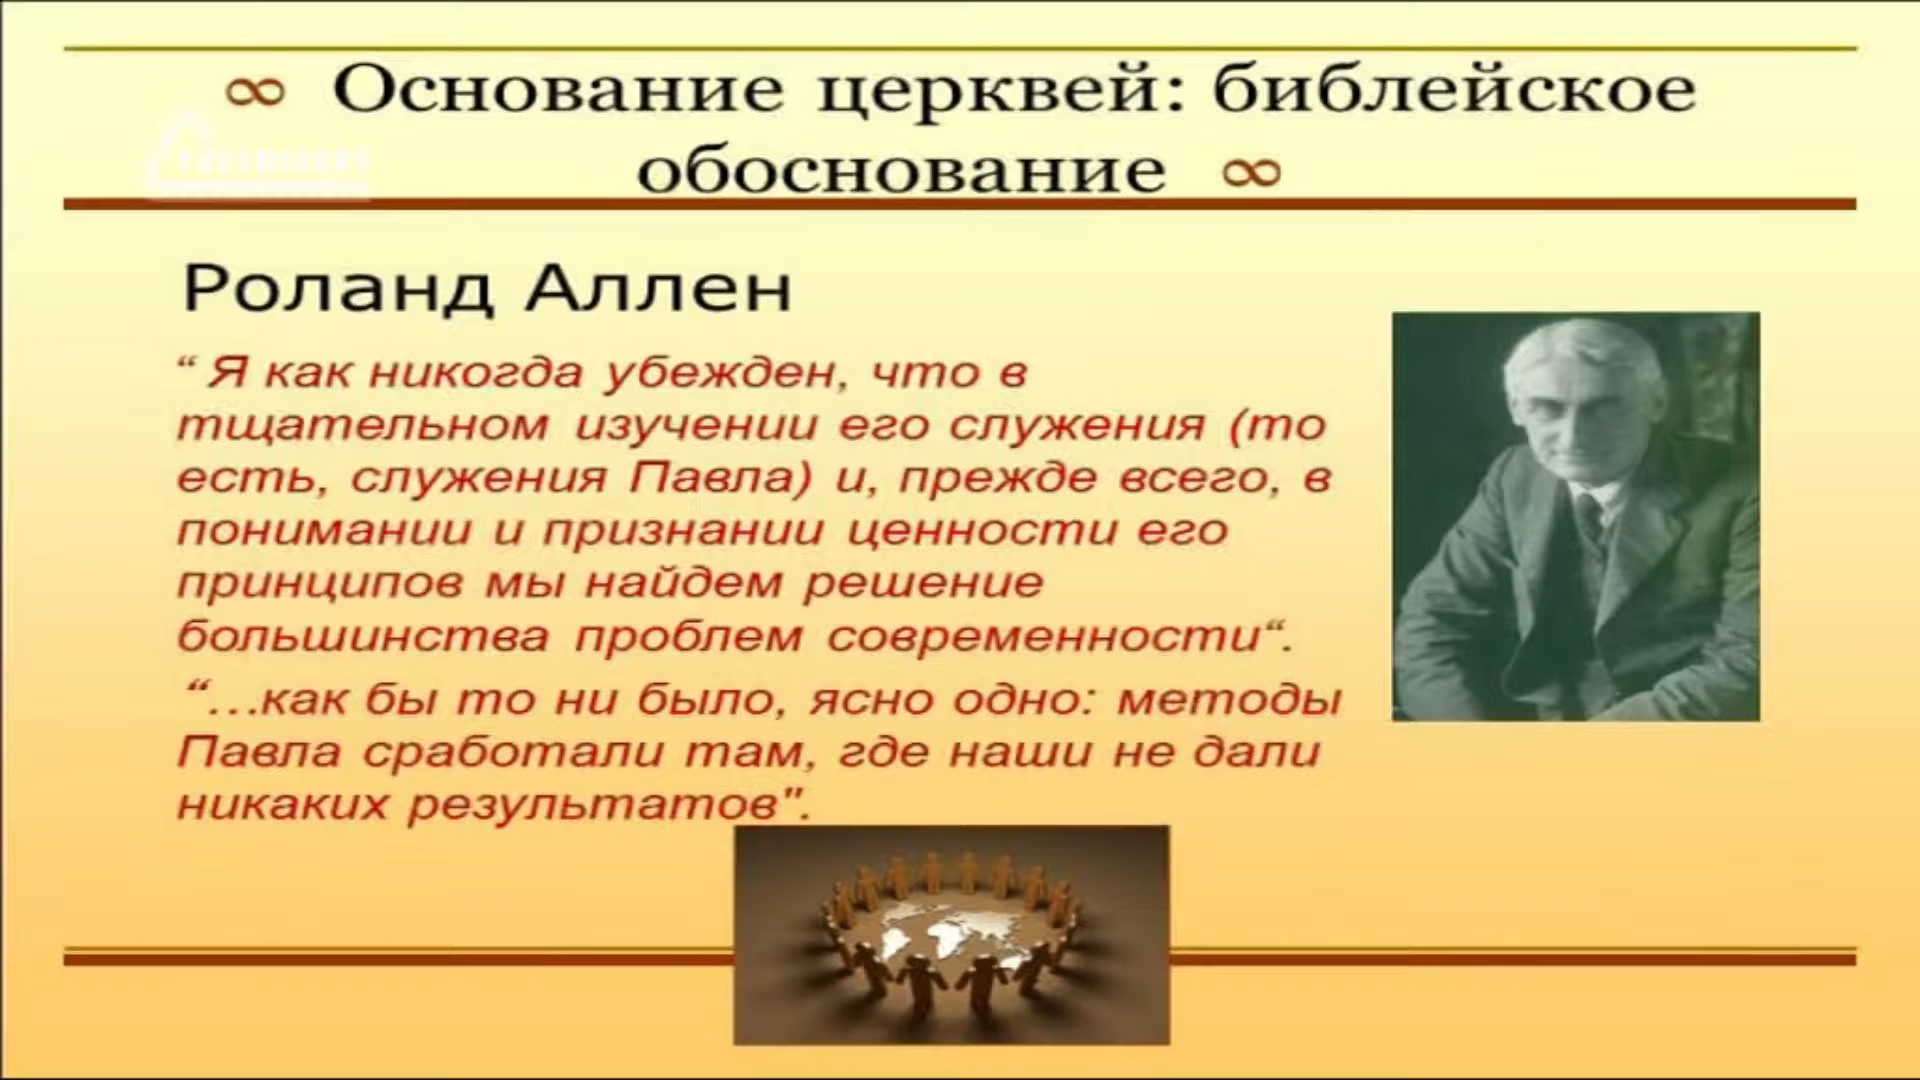 ∞ Основание церквей: библейское
обоснование ∞
Роланд Аллен
“ Я как никогда убежден, что в
тщательном изучении его служения (то
есть, служения Павла) и, прежде всего, в
понимании и признании ценности его
принципов мы найдем решение
большинства проблем современности“.
“…как бы то ни было, ясно одно: методы
Павла сработали там, где наши не дали
никаких результатов".